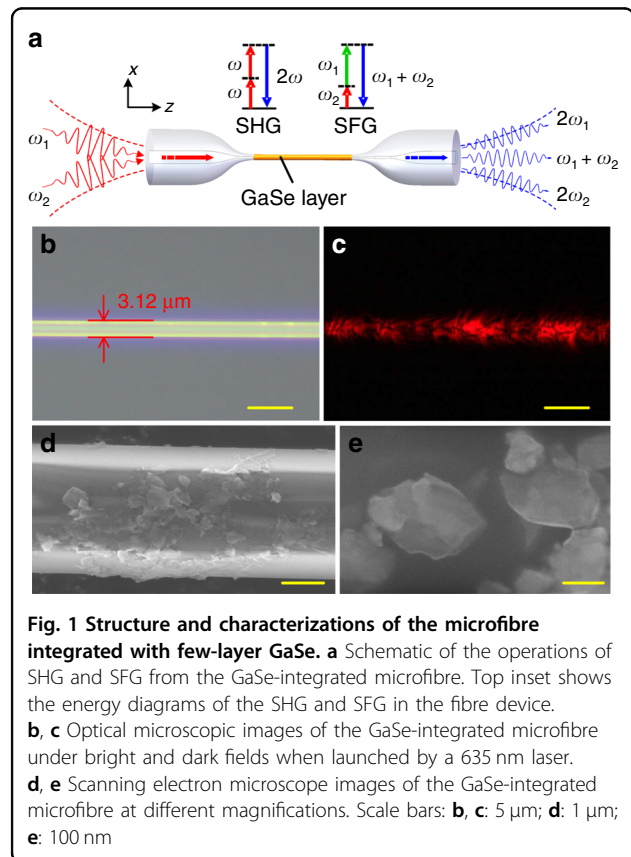 a
x
z
ω
ω
2ω
SHG
ω1
ω2
ω1 + ω2
SFG
ω1
ω2
GaSe layer
2ω1
ω1 + ω2
2ω2
b
3.12 μm
c
d
e
Fig. 1 Structure and characterizations of the microfibre
integrated with few-layer GaSe. a Schematic of the operations of
SHG and SFG from the GaSe-integrated microfibre. Top inset shows
the energy diagrams of the SHG and SFG in the fibre device.
b, c Optical microscopic images of the GaSe-integrated microfibre
under bright and dark fields when launched by a 635 nm laser.
d, e Scanning electron microscope images of the GaSe-integrated
microfibre at different magnifications. Scale bars: b, c: 5 μm; d: 1 μm;
e: 100 nm